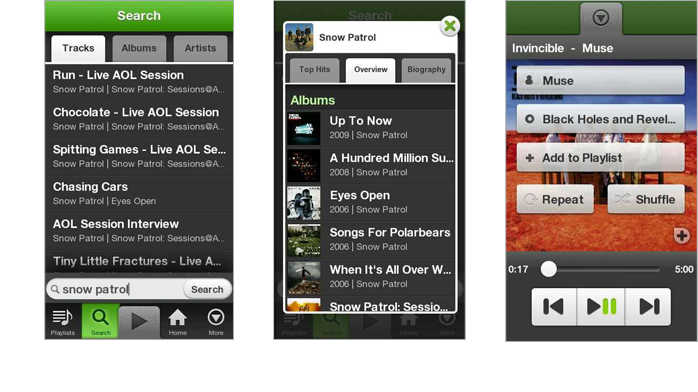 Search
Tracks
Albums
Artists
Run - Live AOL Session
Snow Patrol | Snow Patrol: Sessions@A...
Chocolate - Live AOL Session
Snow Patrol | Snow Patrol: Sessions@A...
Spitting Games - Live AOL Se...
Snow Patrol | Snow Patrol: Sessions@A...
Chasing Cars
Snow Patrol | Eyes Open
AOL Session Interview
Snow Patrol | Snow Patrol: Sessions@A...
Tiny Little Fractures - Live A...
snow patrol
Search
Playlists
Search
Home
More
Search
Snow Patrol
Top Hits
Overview
Biography
Albums
Up To Now
2009 | Snow Patrol
A Hundred Million Su...
2008 | Snow Patrol
Eyes Open
2006 | Snow Patrol
Songs For Polarbears
2006 | Snow Patrol
When It's All Over W...
2006 | Snow Patrol
Snow Patrol: Sessio...
Playlists
Search
Home
More
Invincible - Muse
Muse
Black Holes and Revel...
Add to Playlist
Repeat
Shuffle
0:17
5:00